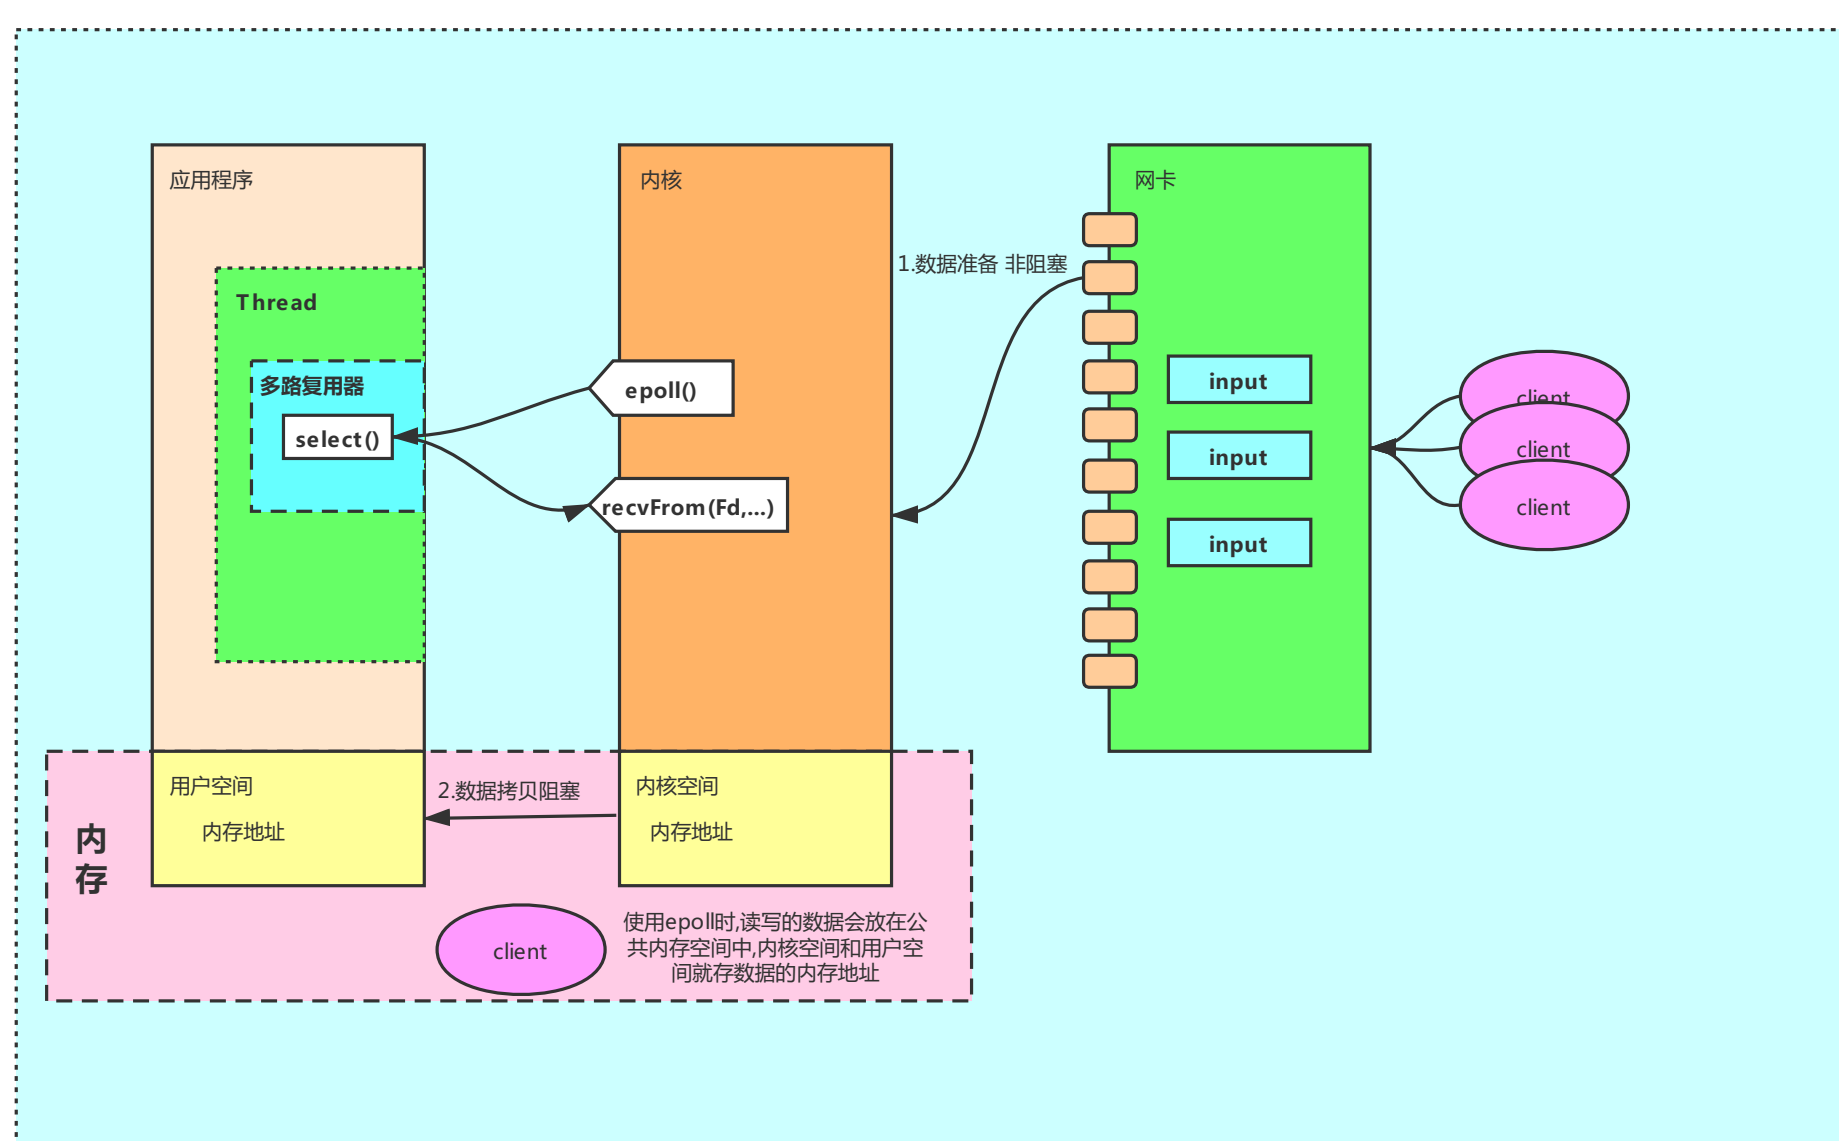 应用程序
内核
网卡
1.数据准备 非阻塞
Thread
多路复用器
select()
epoll()
recvFrom(Fd,...)
input
input
input
client
client
client
用户空间
内存地址
2.数据拷贝阻塞
内核空间
内存地址
内
存
client
使用epoll时,读写的数据会放在公
共内存空间中,内核空间和用户空
间就存数据的内存地址